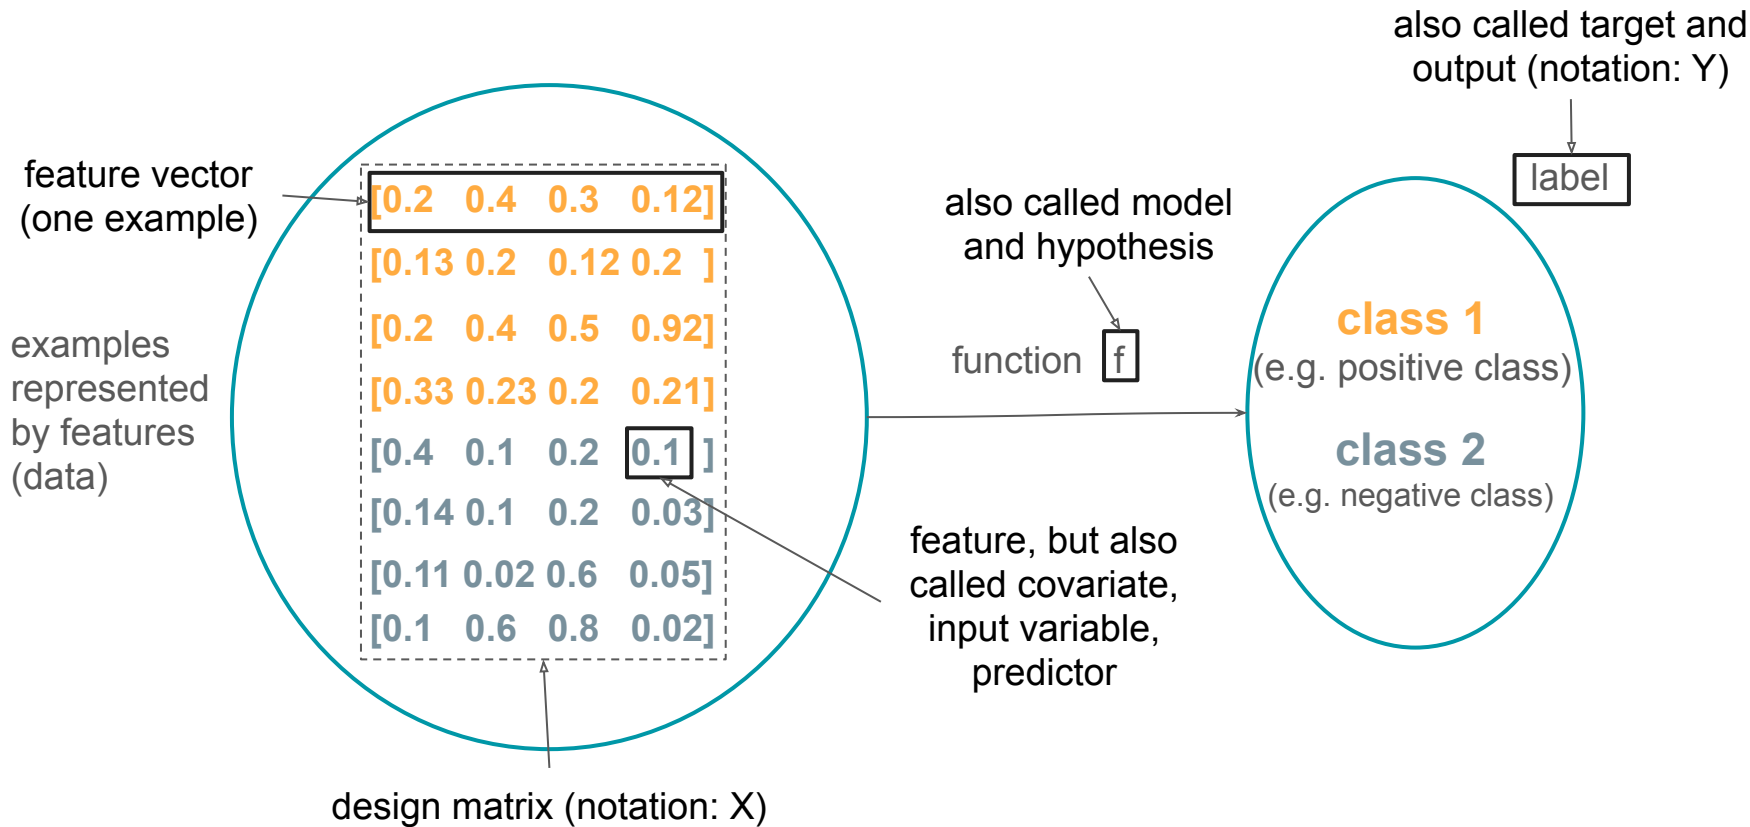 also called target and
output (notation: Y)
label
feature vector
(one example)
examples
represented
by features
(data)
[0.2 0.4 0.3 0.12]
[0.13 0.2 0.12 0.2 ]
[0.2 0.4 0.5 0.92]
[0.33 0.23 0.2 0.21]
[0.4 0.1 0.2 0.1 ]
[0.14 0.1 0.2 0.03]
[0.11 0.02 0.6 0.05]
[0.1 0.6 0.8 0.02]
design matrix (notation: X)
also called model
and hypothesis
function f
feature, but also
called covariate,
input variable,
predictor
class 1
(e.g. positive class)
class 2
(e.g. negative class)